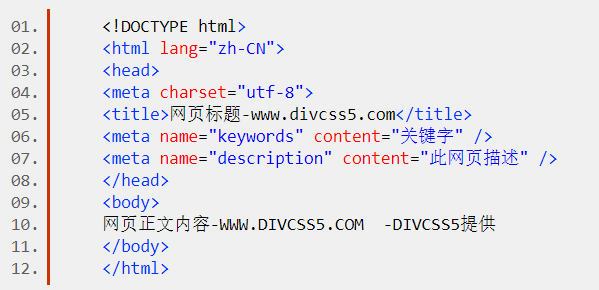 01. <!DOCTYPE html>
02. <html lang="zh-CN">
03. <head>
04. <meta charset="utf-8">
05. <title>网页标题-www.divcss5.com</title>
06. <meta name="keywords" content="关键字" />
07. <meta name="description" content="此网页描述" />
08. </head>
09. <body>
10. 网页正文内容-WWW.DIVCSS5.COM  -DIVCSS5提供
11. </body>
12. </html>